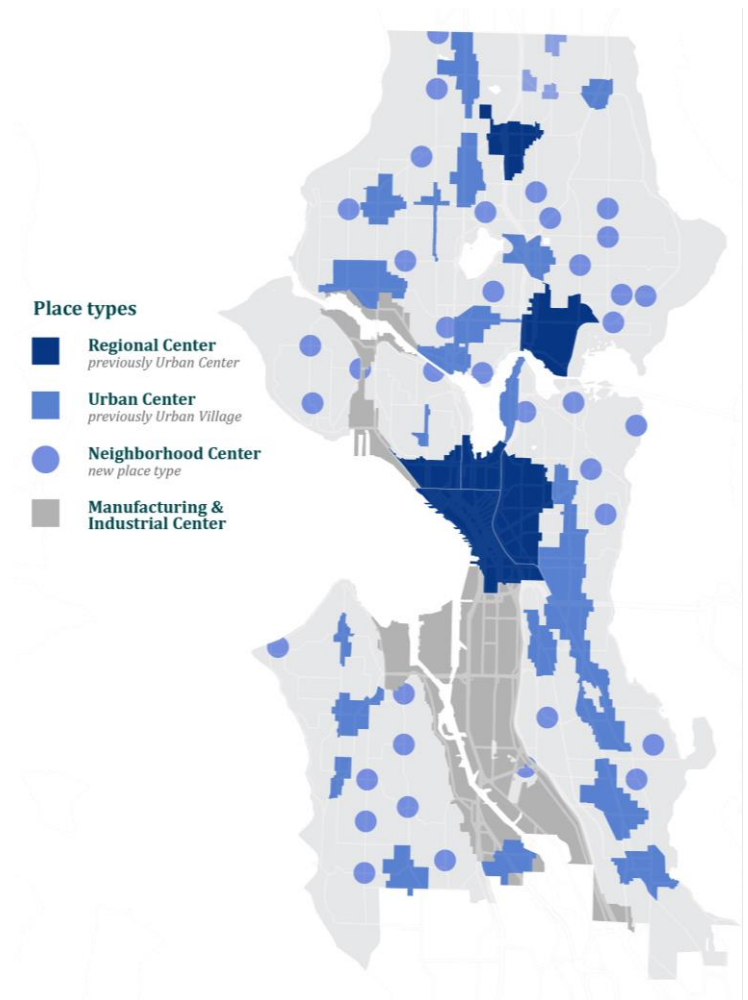 Place types
Regional Center
previously Urban Center
Urban Center
previously Urban Village
Neighborhood Center
new place type
Manufacturing &
Industrial Center